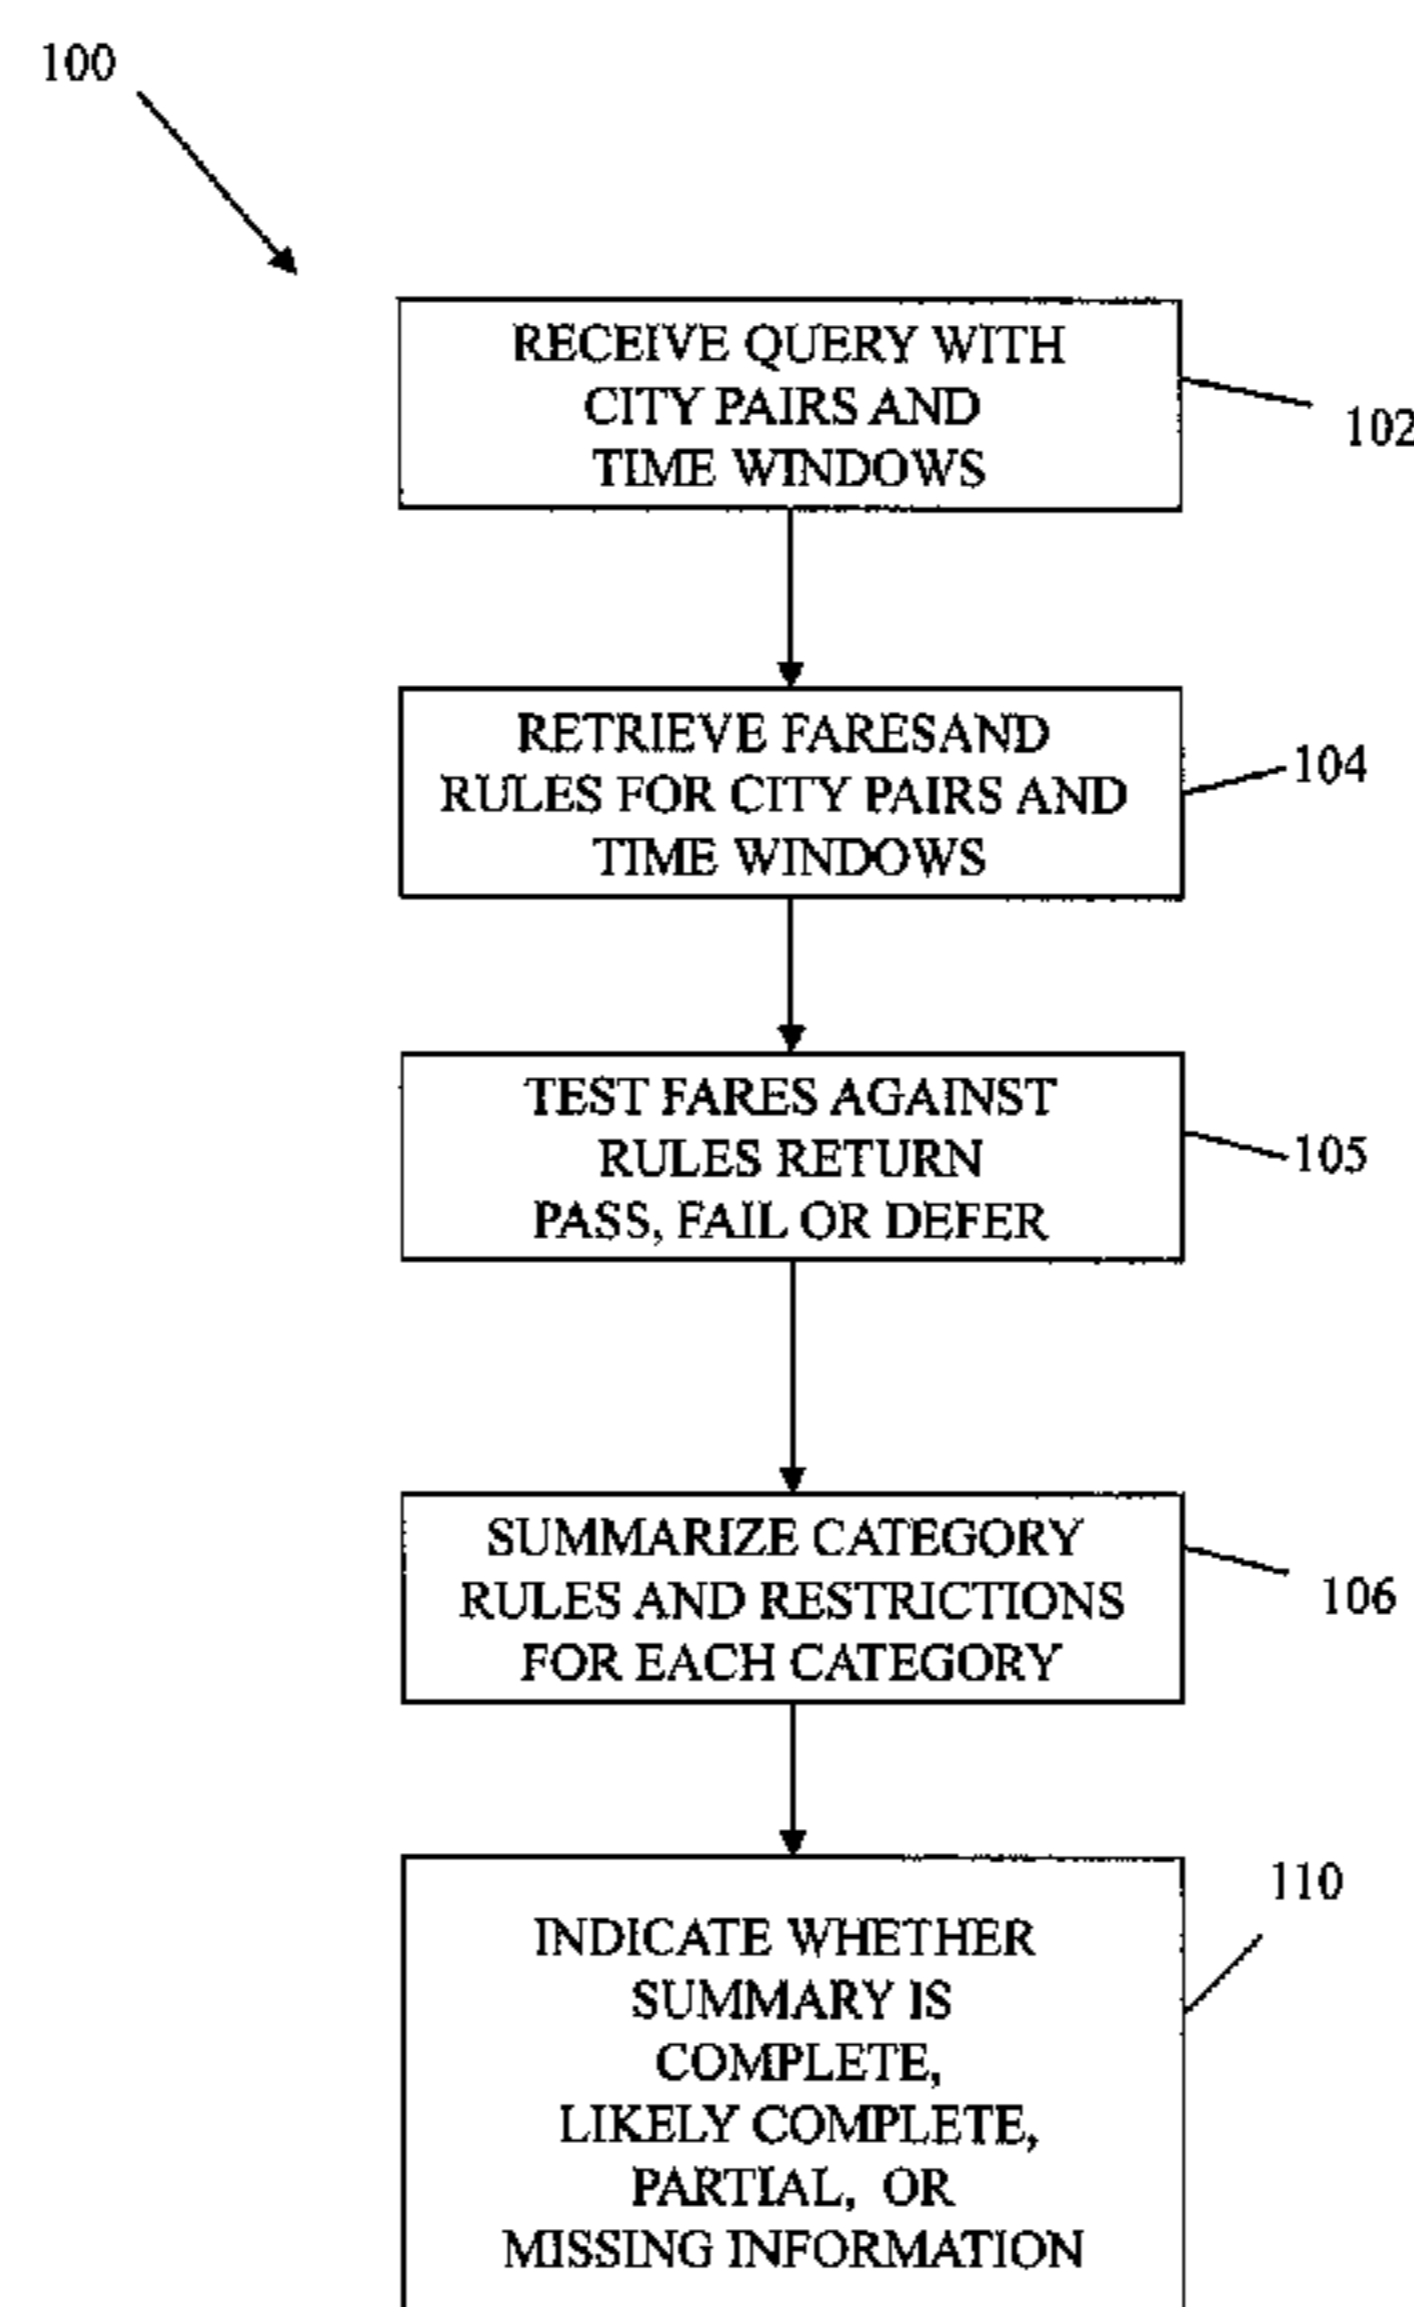 100
RECEIVE QUERY WITH
CITY PAIRS AND
TIME WINDOWS
102
RETRIEVE FARESAND
RULES FOR CITY PAIRS AND
TIME WINDOWS
104
TEST FARES AGAINST
RULES RETURN
PASS, FAIL OR DEFER
105
SUMMARIZE CATEGORY
RULES AND RESTRICTIONS
FOR EACH CATEGORY
106
110
INDICATE WHETHER
SUMMARY IS
COMPLETE,
LIKELY COMPLETE,
PARTIAL, OR
MISSING INFORMATION